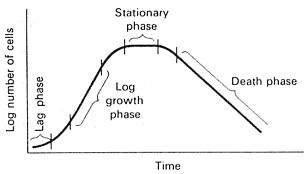 Stationary
phase
Log number of cells
Lag phase
Log
growth
phase
Death phase
Time